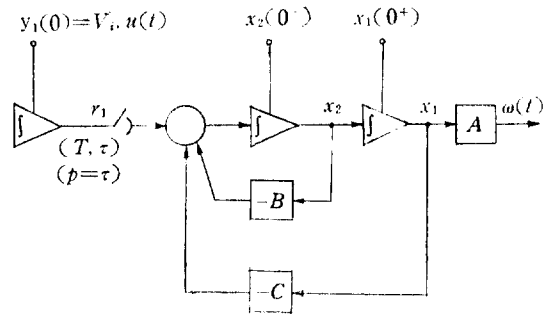 y₁(0)=Vᵢ.u(t)
x₂(0⁻)
x₁(0⁺)
∫
r₁
(T, τ)
(p=τ)
∫
x₂
∫
x₁
A
ω(t)
-B
-C